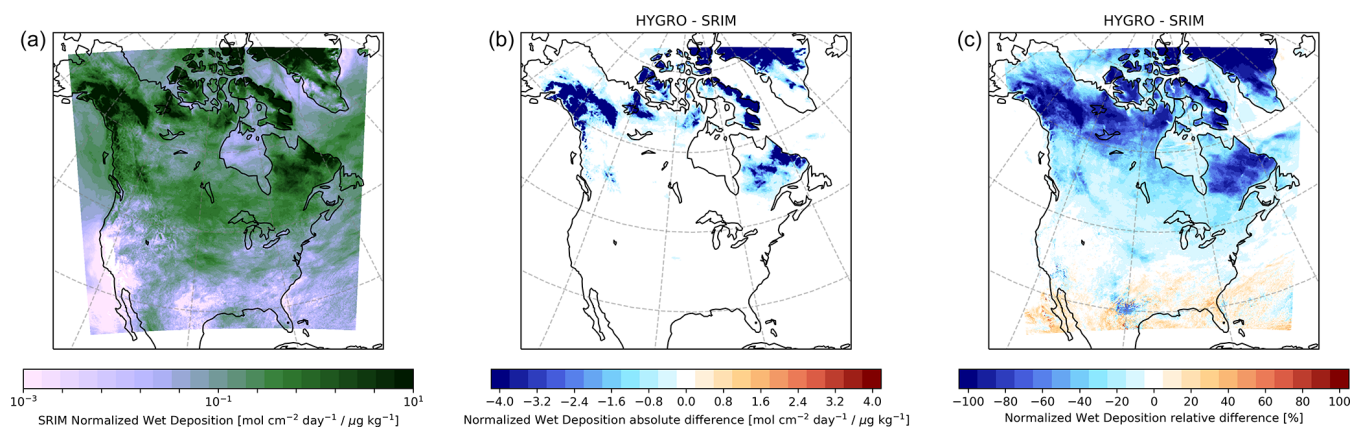 (a)
10⁻³ 10⁻¹ 10¹
SRIM Normalized Wet Deposition [mol cm⁻² day⁻¹ / μg kg⁻¹]
HYGRO - SRIM
(b)
−4.0 −3.2 −2.4 −1.6 −0.8 0.0 0.8 1.6 2.4 3.2 4.0
Normalized Wet Deposition absolute difference [mol cm⁻² day⁻¹ / μg kg⁻¹]
HYGRO - SRIM
(c)
−100 −80 −60 −40 −20 0 20 40 60 80 100
Normalized Wet Deposition relative difference [%]